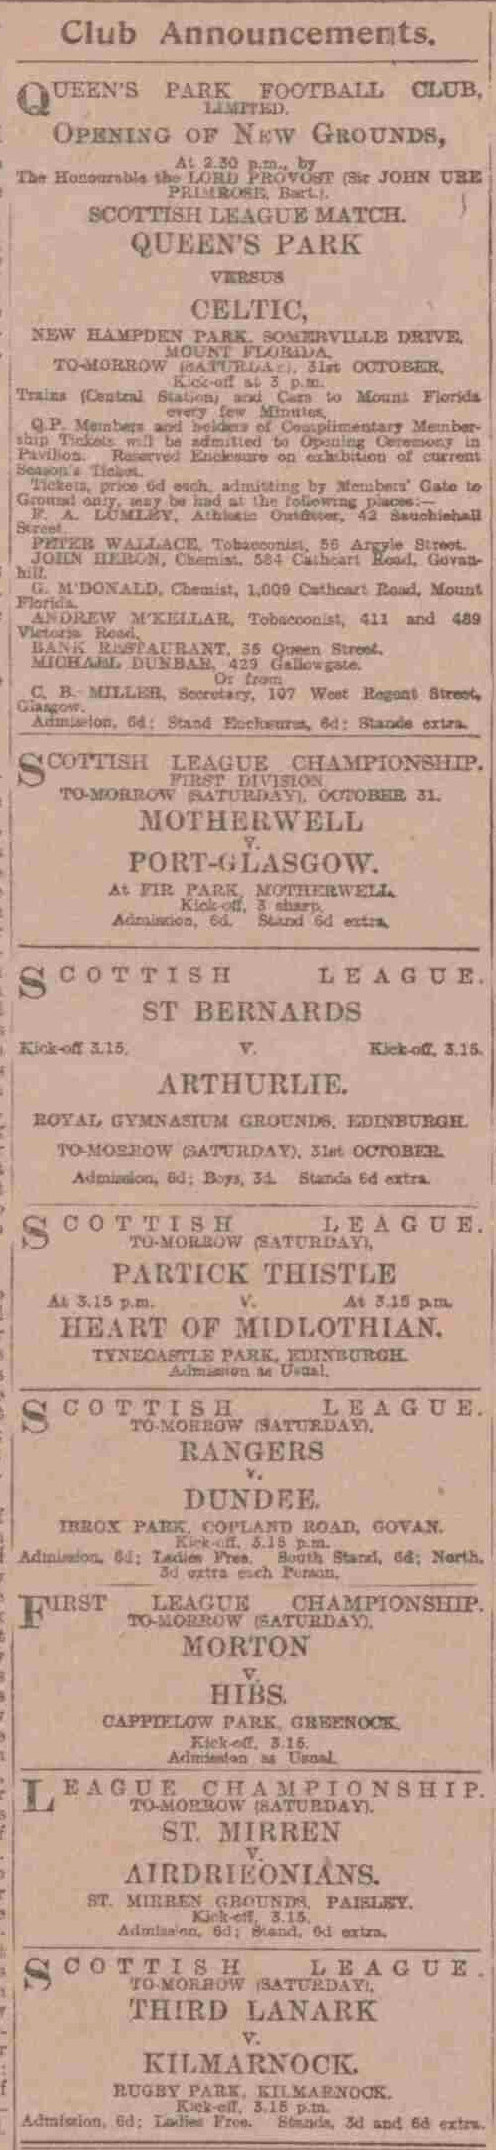 Club Announcements.
QUEEN'S PARK FOOTBALL CLUB,
LIMITED.
OPENING OF NEW GROUNDS,
At 2.30 p.m., by
The Honourable the LORD PROVOST (Sir JOHN URE
PRIMROSE, Bart.).
SCOTTISH LEAGUE MATCH.
QUEEN'S PARK
VERSUS
CELTIC,
NEW HAMPDEN PARK, SOMERVILLE DRIVE,
MOUNT FLORIDA,
TO-MORROW (SATURDAY), 31st OCTOBER,
Kick-off at 3 p.m.
Trains (Central Station) and Cars to Mount Florida
every few Minutes.
Q.P. Members and holders of Complimentary Member-
ship Tickets will be admitted to Opening Ceremony in
Pavilion. Reserved Enclosure on exhibition of current
Season's Ticket.
Tickets, price 6d each, admitting by Members' Gate to
Ground only, may be had at the following places:—
F. A. LUMLEY, Athletic Outfitter, 42 Sauchiehall
Street.
PETER WALLACE, Tobacconist, 56 Argyle Street.
JOHN HERON, Chemist, 584 Cathcart Road, Govan-
hill.
G. M'DONALD, Chemist, 1,009 Cathcart Road, Mount
Florida.
ANDREW M'KELLAR, Tobacconist, 411 and 489
Victoria Road.
BANK RESTAURANT, 35 Queen Street.
MICHAEL DUNBAR, 429 Gallowgate.
Or from
C. B. MILLER, Secretary, 107 West Regent Street,
Glasgow.
Admission, 6d; Stand Enclosures, 6d; Stands extra.
SCOTTISH LEAGUE CHAMPIONSHIP.
FIRST DIVISION
TO-MORROW (SATURDAY), OCTOBER 31.
MOTHERWELL
v.
PORT-GLASGOW.
At FIR PARK, MOTHERWELL.
Kick-off, 3 sharp.
Admission, 6d. Stand 6d extra.
SCOTTISH LEAGUE.
ST BERNARDS
Kick-off 3.15. V. Kick-off, 3.15.
ARTHURLIE.
ROYAL GYMNASIUM GROUNDS, EDINBURGH.
TO-MORROW (SATURDAY), 31st OCTOBER.
Admission, 6d; Boys, 3d. Stands 6d extra.
SCOTTISH LEAGUE.
TO-MORROW (SATURDAY),
PARTICK THISTLE
At 3.15 p.m. V. At 3.15 p.m.
HEART OF MIDLOTHIAN.
TYNECASTLE PARK, EDINBURGH.
Admission as Usual.
SCOTTISH LEAGUE.
TO-MORROW (SATURDAY).
RANGERS
v.
DUNDEE.
IBROX PARK, COPLAND ROAD, GOVAN.
Kick-off, 3.15 p.m.
Admission, 6d; Ladies Free. South Stand, 6d; North,
3d extra each Person.
FIRST LEAGUE CHAMPIONSHIP.
TO-MORROW (SATURDAY).
MORTON
v.
HIBS.
CAPPIELOW PARK, GREENOCK.
Kick-off, 3.15.
Admission as Usual.
LEAGUE CHAMPIONSHIP.
TO-MORROW (SATURDAY).
ST. MIRREN
V.
AIRDRIEONIANS.
ST. MIRREN GROUNDS, PAISLEY.
Kick-off, 3.15.
Admission, 6d; Stand, 6d extra.
SCOTTISH LEAGUE.
TO-MORROW (SATURDAY),
THIRD LANARK
v.
KILMARNOCK.
RUGBY PARK, KILMARNOCK.
Kick-off, 3.15 p.m.
Admission, 6d; Ladies Free. Stands, 3d and 6d extra.